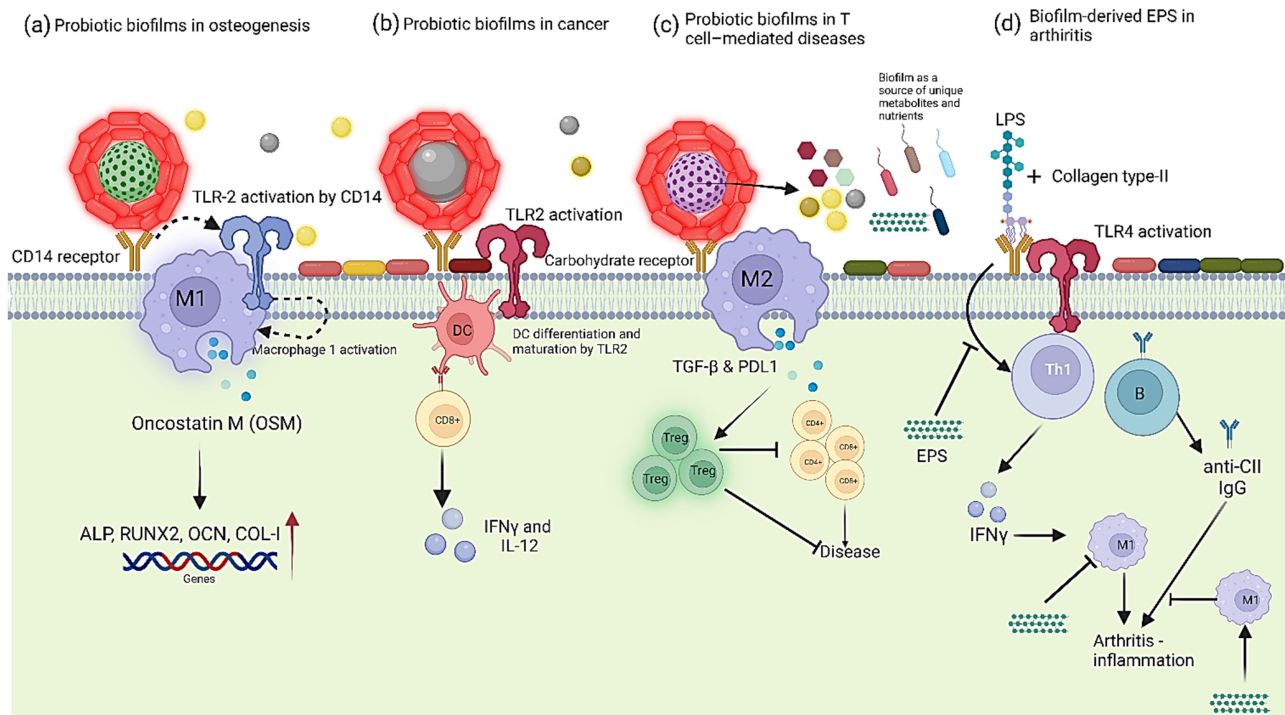 (a) Probiotic biofilms in osteogenesis
TLR-2 activation by CD14
CD14 receptor
M1
Macrophage 1 activation
Oncostatin M (OSM)
ALP, RUNX2, OCN, COL-I
Genes
(b) Probiotic biofilms in cancer
TLR2 activation
DC
DC differentiation and
maturation by TLR2
CD8+
IFNγ and
IL-12
(c) Probiotic biofilms in T
cell–mediated diseases
Biofilm as a
source of unique
metabolites and
nutrients
Carbohydrate receptor
M2
TGF-β & PDL1
Treg
Treg
Treg
CD4+
CD8+
CD4+
CD8+
Disease
(d) Biofilm-derived EPS in
arthiritis
LPS
+ Collagen type-II
TLR4 activation
Th1
B
EPS
anti-CII
IgG
IFNγ
M1
M1
Arthritis -
inflammation